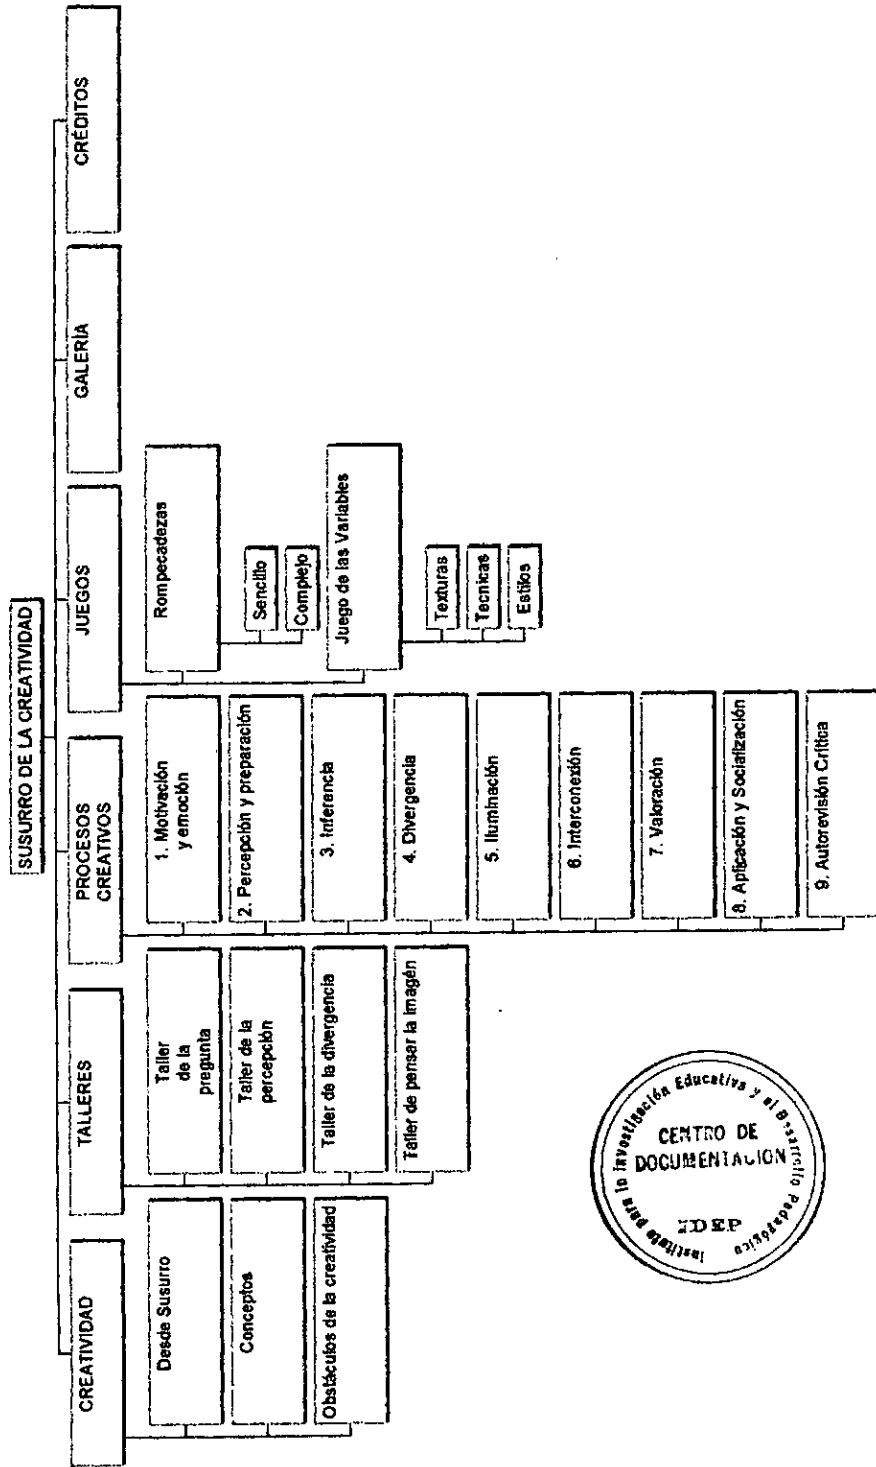 SUSURRO DE LA CREATIVIDAD
CREATIVIDAD
Desde Susurro
Conceptos
Obstáculos de la creatividad
TALLERES
Taller
de la
pregunta
Taller de la
percepción
Taller de la divergencia
Taller de pensar la imagén
PROCESOS
CREATIVOS
1. Motivación
y emoción
2. Percepción y preparación
3. Inferencia
4. Divergencia
5. Iluminación
6. Interconexión
7. Valoración
8. Aplicación y Socialización
9. Autorevisión Crítica
JUEGOS
Rompecadezas
Sencillo
Complejo
Juego de las Variables
Texturas
Tecnicas
Estilos
GALERÍA
CRÉDITOS
Instituto para la Investigación Educativa y el Desarrollo Pedagógico
CENTRO DE
DOCUMENTACION
IDEP